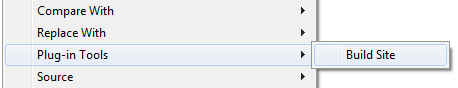 Compare With
Replace With
Plug-in Tools
Build Site
Source